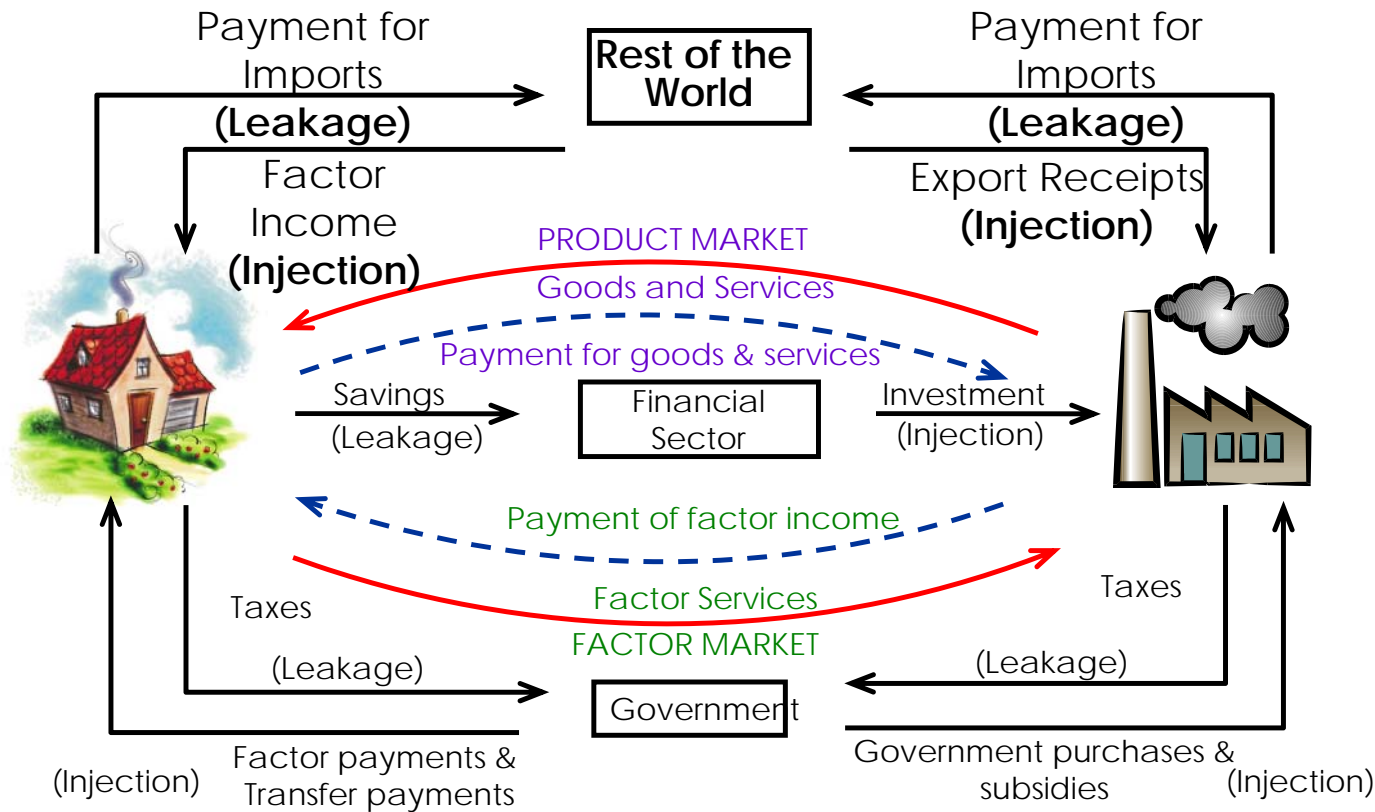 Payment for
Imports
(Leakage)
Factor
Income
(Injection)
Rest of the
World
Payment for
Imports
(Leakage)
Export Receipts
(Injection)
PRODUCT MARKET
Goods and Services
Payment for goods & services
Savings
(Leakage)
Financial
Sector
Investment
(Injection)
Payment of factor income
Factor Services
FACTOR MARKET
Taxes
(Leakage)
Government
Taxes
(Leakage)
(Injection)
Factor payments &
Transfer payments
Government purchases &
subsidies
(Injection)